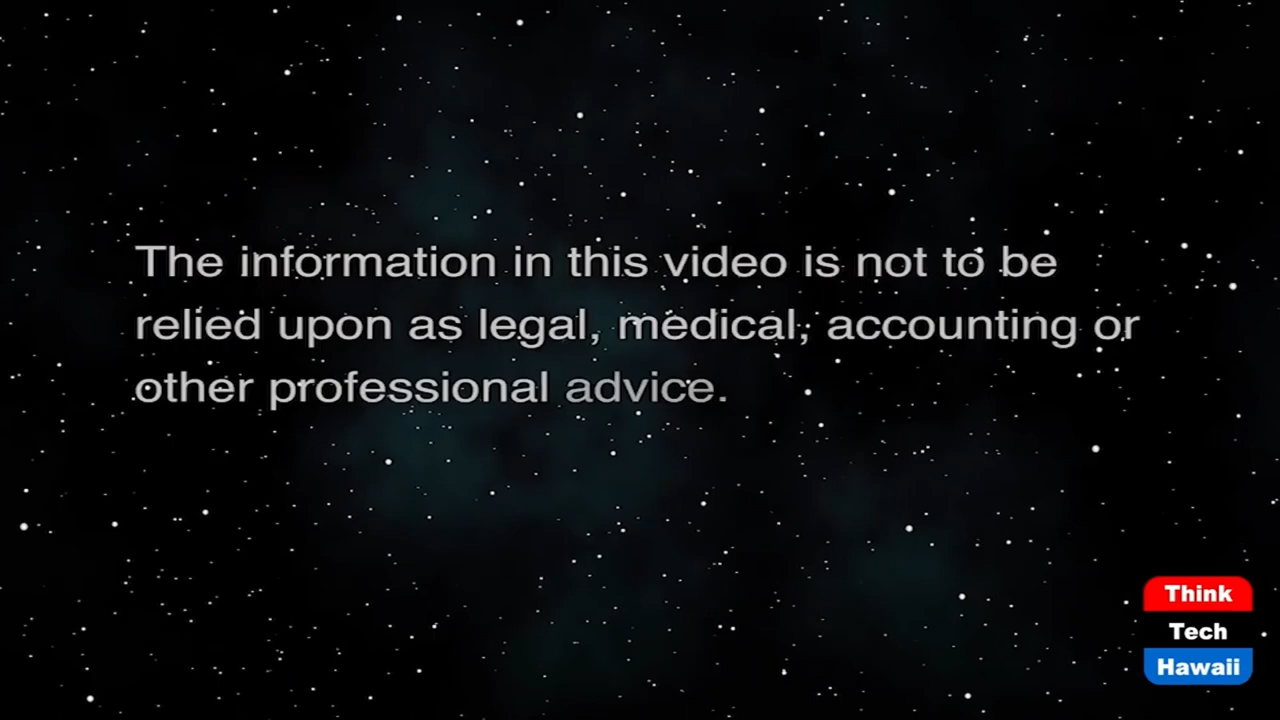 The information in this video is not to be
relied upon as legal, medical, accounting or
other professional advice.
Think
Tech
Hawaii